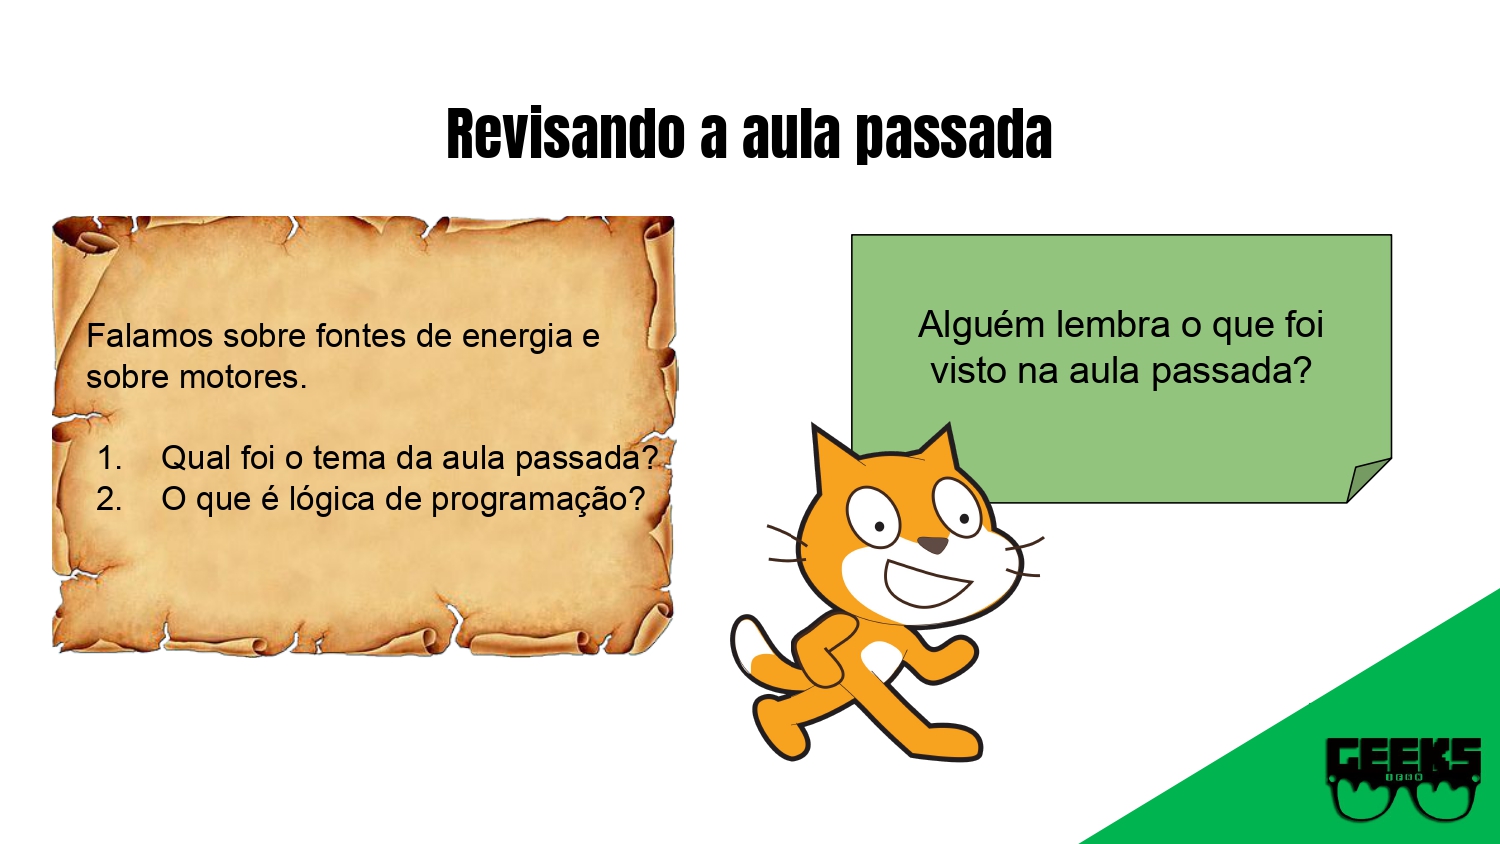 Revisando a aula passada
Falamos sobre fontes de energia e
sobre motores.
1. Qual foi o tema da aula passada?
2. O que é lógica de programação?
Alguém lembra o que foi
visto na aula passada?
GEEKS
IFRN